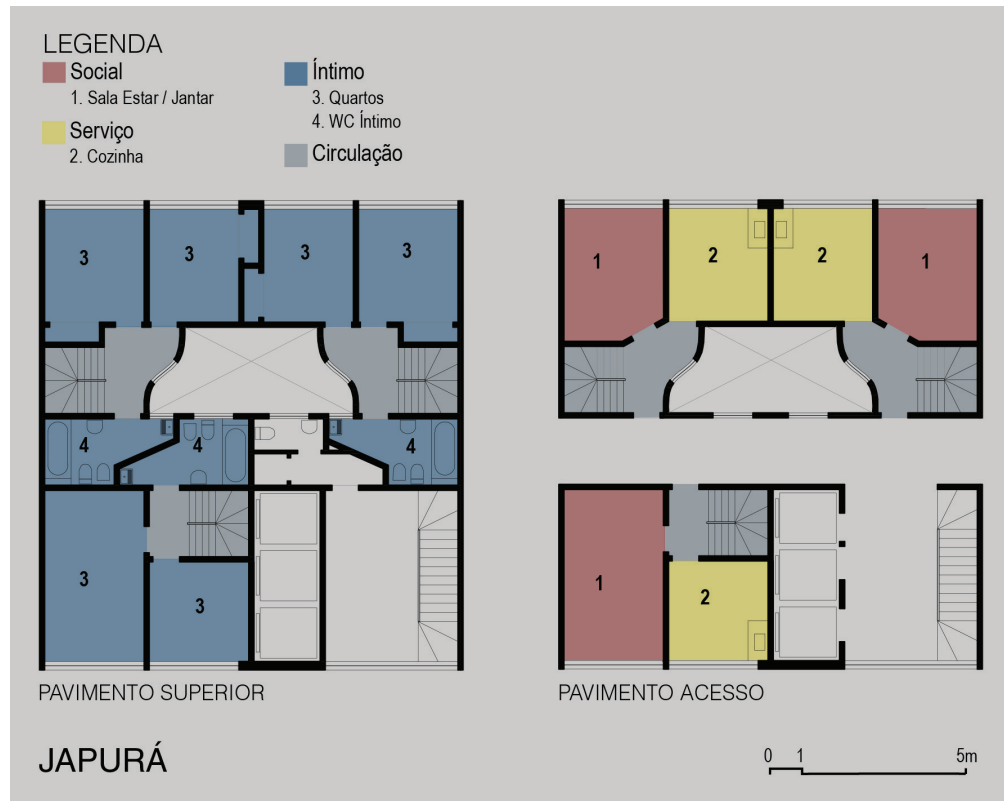 LEGENDA
Social
1. Sala Estar / Jantar
Serviço
2. Cozinha
Íntimo
3. Quartos
4. WC Íntimo
Circulação
3 3 3 3
4 4 4
3 3
PAVIMENTO SUPERIOR
1 2 2 1
1 2
PAVIMENTO ACESSO
JAPURÁ
0 1 5m